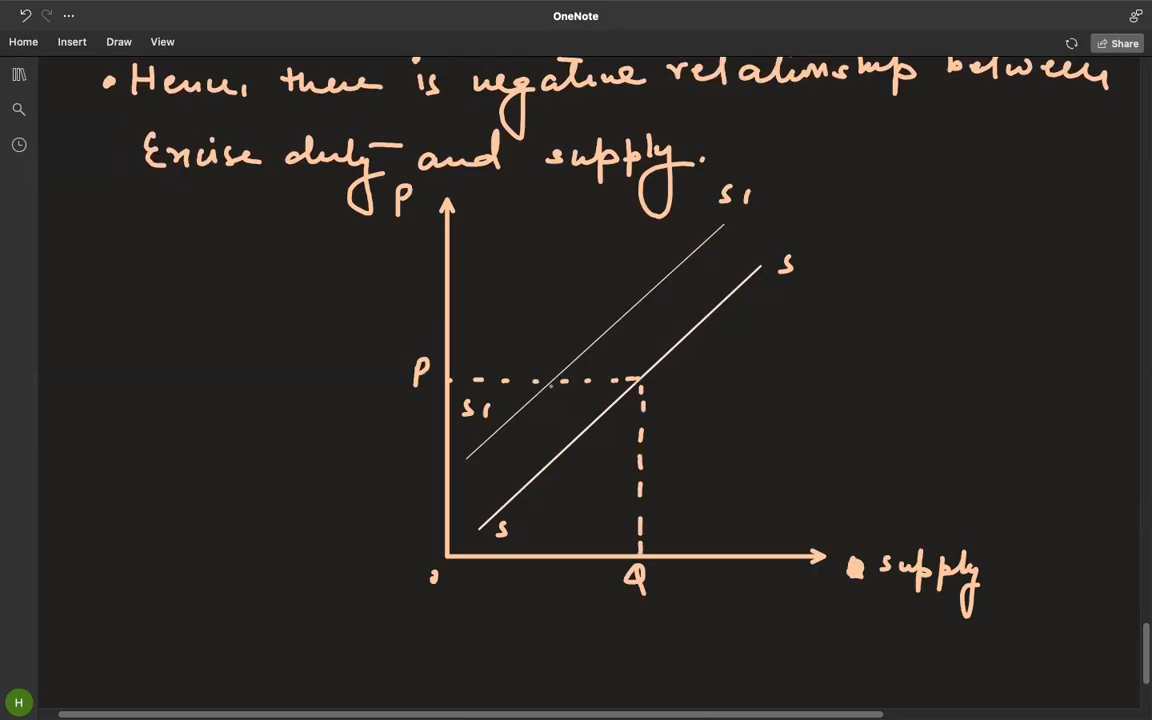 OneNote
Home Insert Draw View
Share
• Hence, there is negative relationship between
Excise duty and supply.
P
S1
S
P
S1
S
0
Q
supply
H